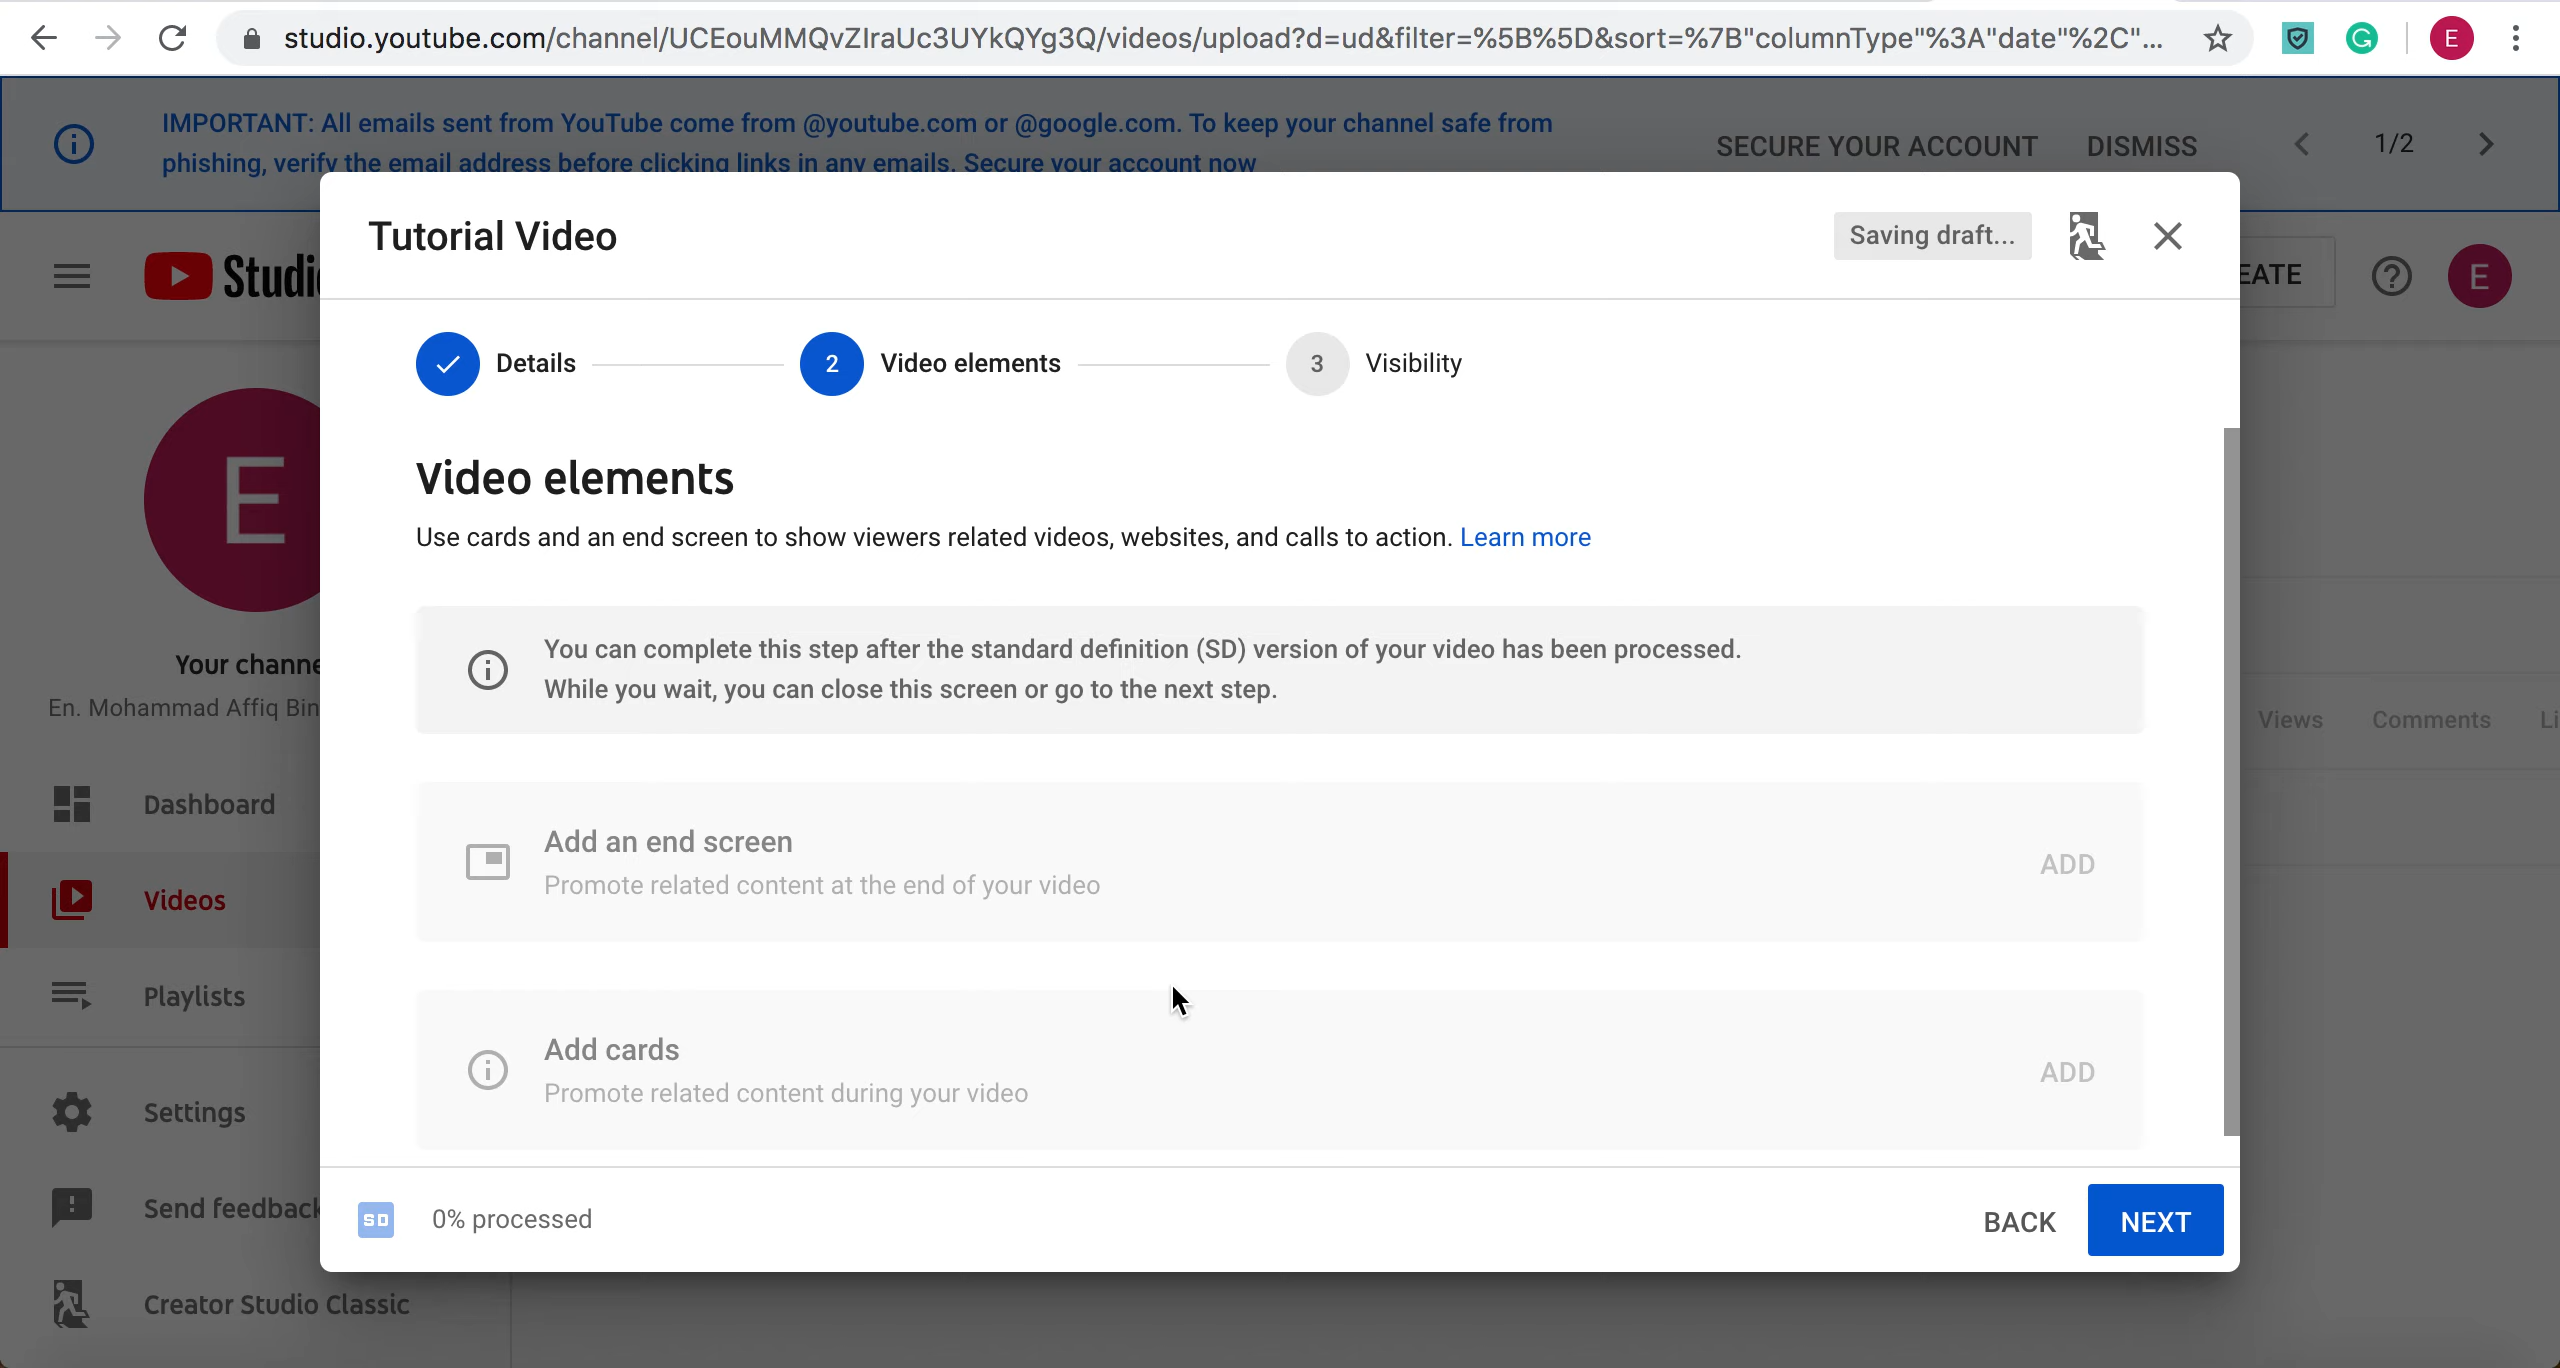 studio.youtube.com/channel/UCEouMMQvZIraUc3UYkQYg3Q/videos/upload?d=ud&filter=%5B%5D&sort=%7B"columnType"%3A"date"%2C"...
E
IMPORTANT: All emails sent from YouTube come from @youtube.com or @google.com. To keep your channel safe from
phishing, verify the email address before clicking links in any emails. Secure your account now
SECURE YOUR ACCOUNT
DISMISS
1/2
Studio
EATE
E
Tutorial Video
Saving draft...
Details
2
Video elements
3
Visibility
E
Video elements
Use cards and an end screen to show viewers related videos, websites, and calls to action. Learn more
You can complete this step after the standard definition (SD) version of your video has been processed.
While you wait, you can close this screen or go to the next step.
Your channe
En. Mohammad Affiq Bin
Views
Comments
Li
Dashboard
Add an end screen
Promote related content at the end of your video
ADD
Videos
Playlists
Add cards
Promote related content during your video
ADD
Settings
Send feedback
SD
0% processed
BACK
NEXT
Creator Studio Classic